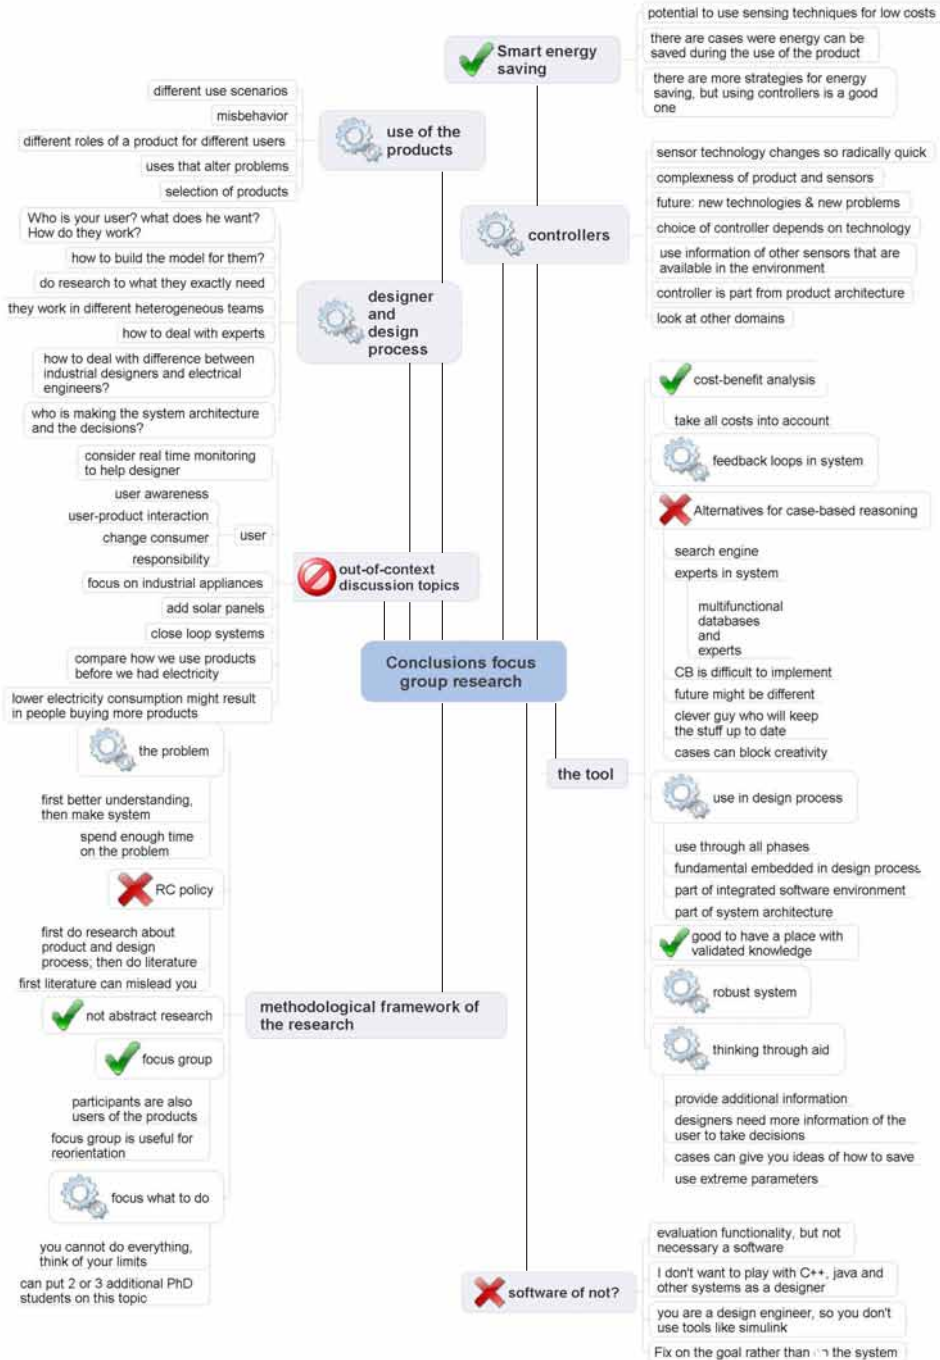 potential to use sensing techniques for low costs
Smart energy
saving
there are cases were energy can be
saved during the use of the product
there are more strategies for energy
saving, but using controllers is a good
one
different use scenarios
misbehavior
different roles of a product for different users
uses that alter problems
selection of products
use of the
products
sensor technology changes so radically quick
complexness of product and sensors
future: new technologies & new problems
choice of controller depends on technology
use information of other sensors that are
available in the environment
controller is part from product architecture
look at other domains
controllers
Who is your user? what does he want?
How do they work?
how to build the model for them?
do research to what they exactly need
they work in different heterogeneous teams
how to deal with experts
how to deal with difference between
industrial designers and electrical
engineers?
who is making the system architecture
and the decisions?
designer
and
design
process
consider real time monitoring
to help designer
user awareness
user-product interaction
change consumer
responsibility
user
focus on industrial appliances
add solar panels
close loop systems
compare how we use products
before we had electricity
lower electricity consumption might result
in people buying more products
out-of-context
discussion topics
Conclusions focus
group research
the tool
cost-benefit analysis
take all costs into account
feedback loops in system
Alternatives for case-based reasoning
search engine
experts in system
multifunctional
databases
and
experts
CB is difficult to implement
future might be different
clever guy who will keep
the stuff up to date
cases can block creativity
use in design process
use through all phases
fundamental embedded in design process
part of integrated software environment
part of system architecture
good to have a place with
validated knowledge
robust system
thinking through aid
provide additional information
designers need more information of the
user to take decisions
cases can give you ideas of how to save
use extreme parameters
the problem
first better understanding,
then make system
spend enough time
on the problem
RC policy
first do research about
product and design
process; then do literature
first literature can mislead you
not abstract research
focus group
participants are also
users of the products
focus group is useful for
reorientation
focus what to do
you cannot do everything,
think of your limits
can put 2 or 3 additional PhD
students on this topic
methodological framework of
the research
software of not?
evaluation functionality, but not
necessary a software
I don't want to play with C++, java and
other systems as a designer
you are a design engineer, so you don't
use tools like simulink
Fix on the goal rather than the system